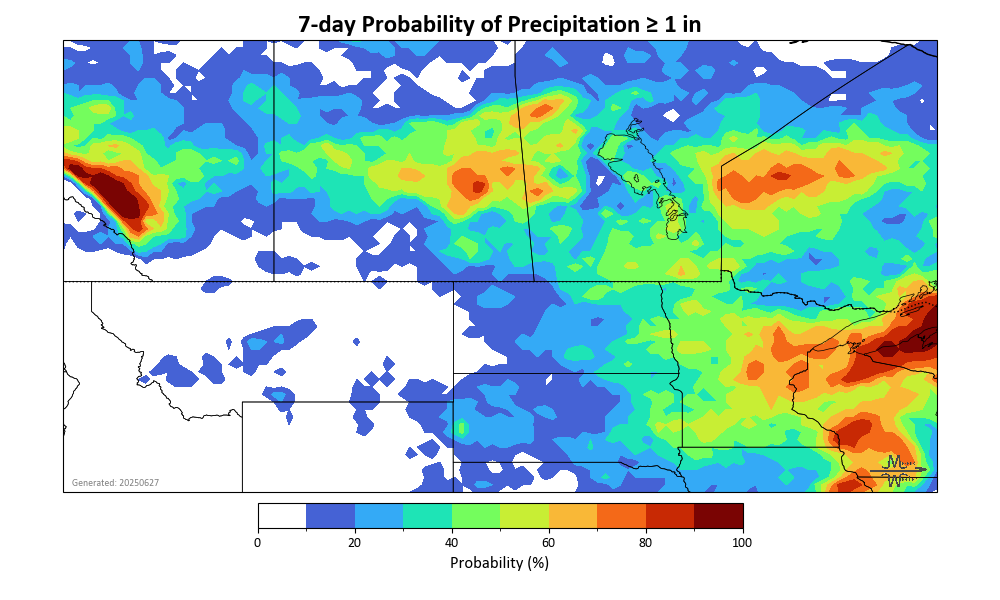 7-day Probability of Precipitation ≥ 1 in
Generated: 20250627
0 20 40 60 80 100
Probability (%)